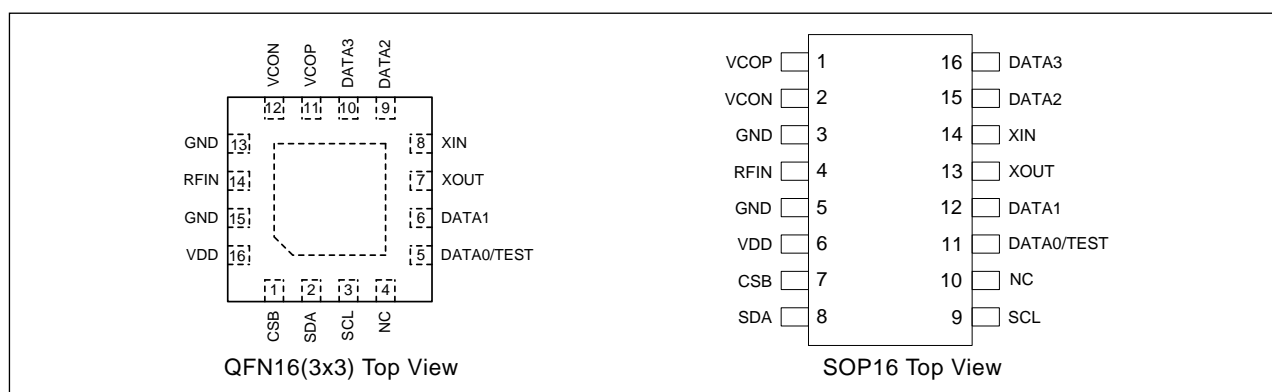 VCON
VCOP
DATA3
DATA2
12 11 10 9
GND 13
RFIN 14
GND 15
VDD 16
8 XIN
7 XOUT
6 DATA1
5 DATA0/TEST
1 2 3 4
CSB
SDA
SCL
NC
QFN16(3x3) Top View
VCOP 1 16 DATA3
VCON 2 15 DATA2
GND 3 14 XIN
RFIN 4 13 XOUT
GND 5 12 DATA1
VDD 6 11 DATA0/TEST
CSB 7 10 NC
SDA 8 9 SCL
SOP16 Top View